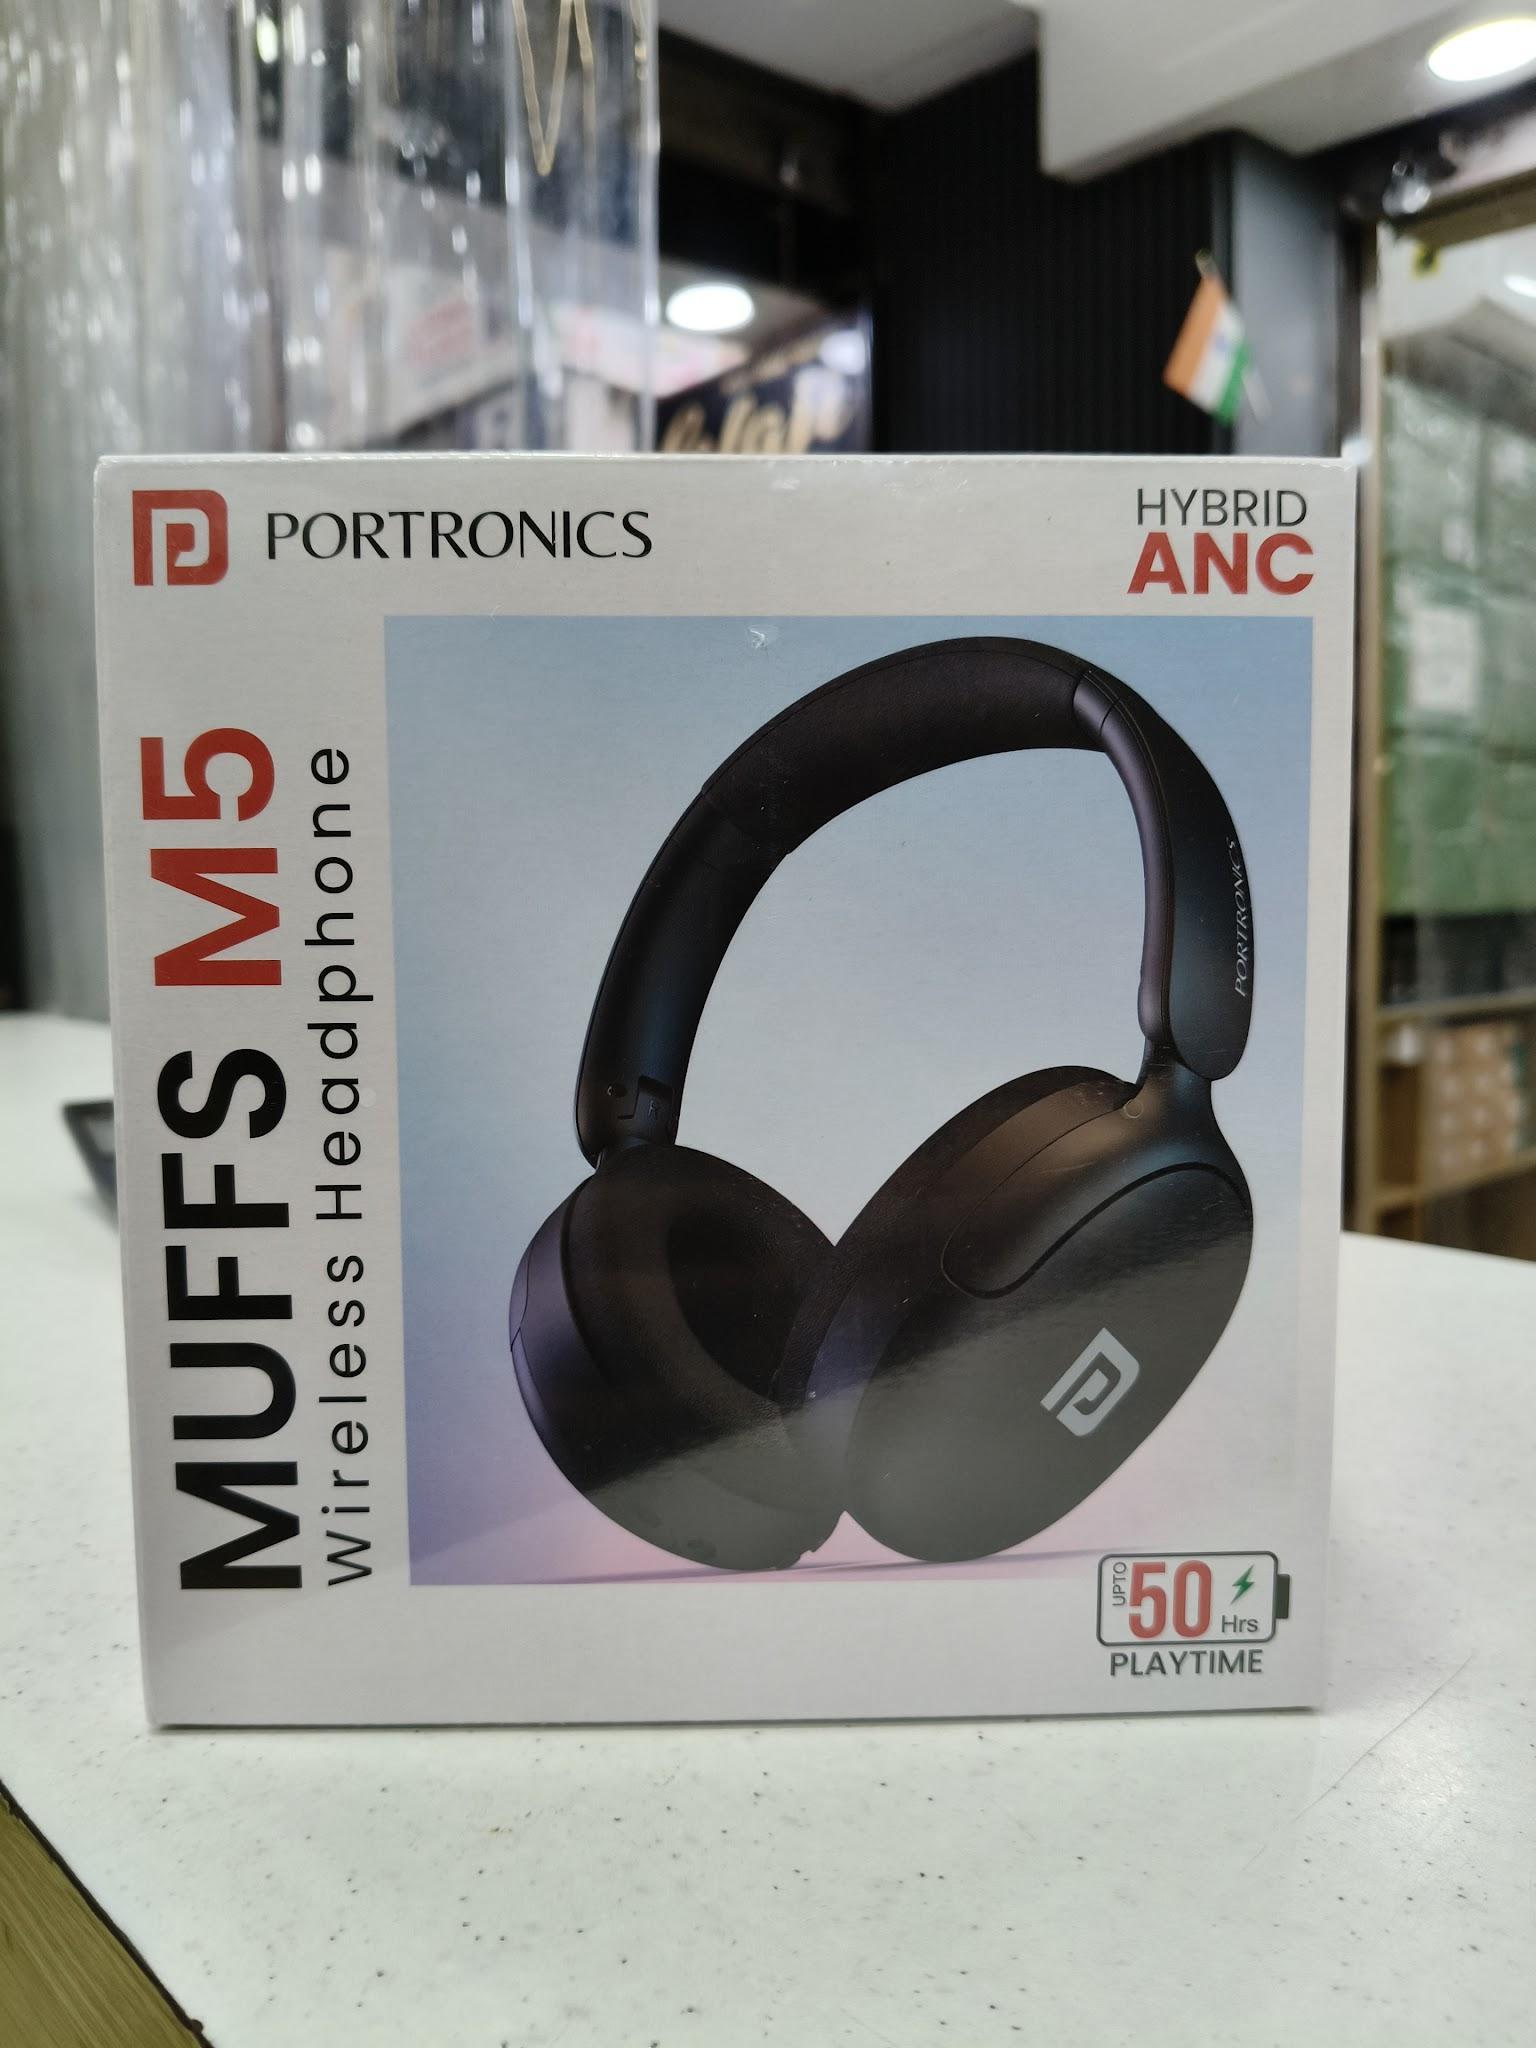 PORTRONICS
HYBRID
ANC
MUFFS M5
Wireless Headphone
PORTRONICS
UPTO
50
Hrs
PLAYTIME